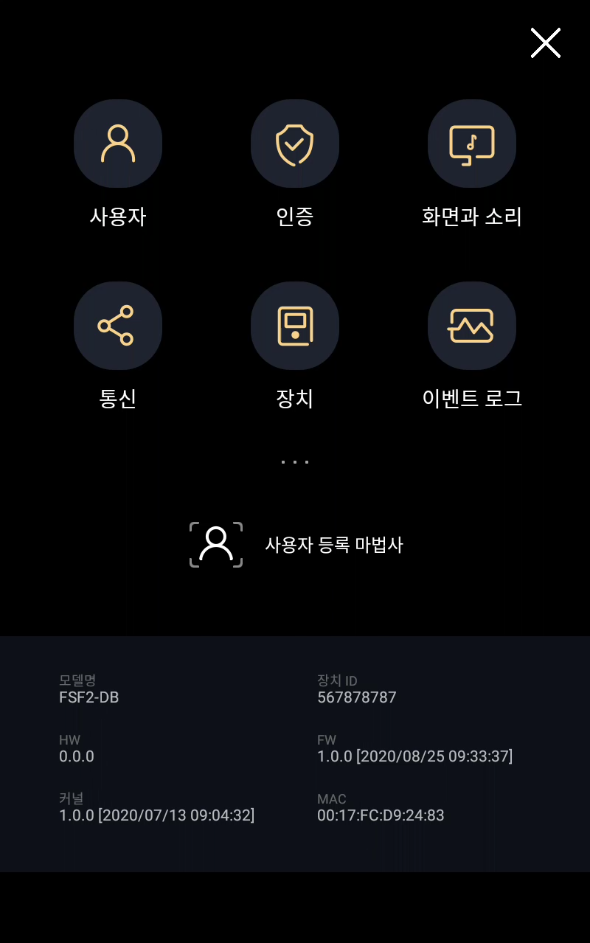 사용자
인증
화면과 소리
통신
장치
이벤트 로그
사용자 등록 마법사
모델명
장치 ID
FSF2-DB
567878787
HW
FW
0.0.0
1.0.0 [2020/08/25 09:33:37]
커널
MAC
1.0.0 [2020/07/13 09:04:32]
00:17:FC:D9:24:83